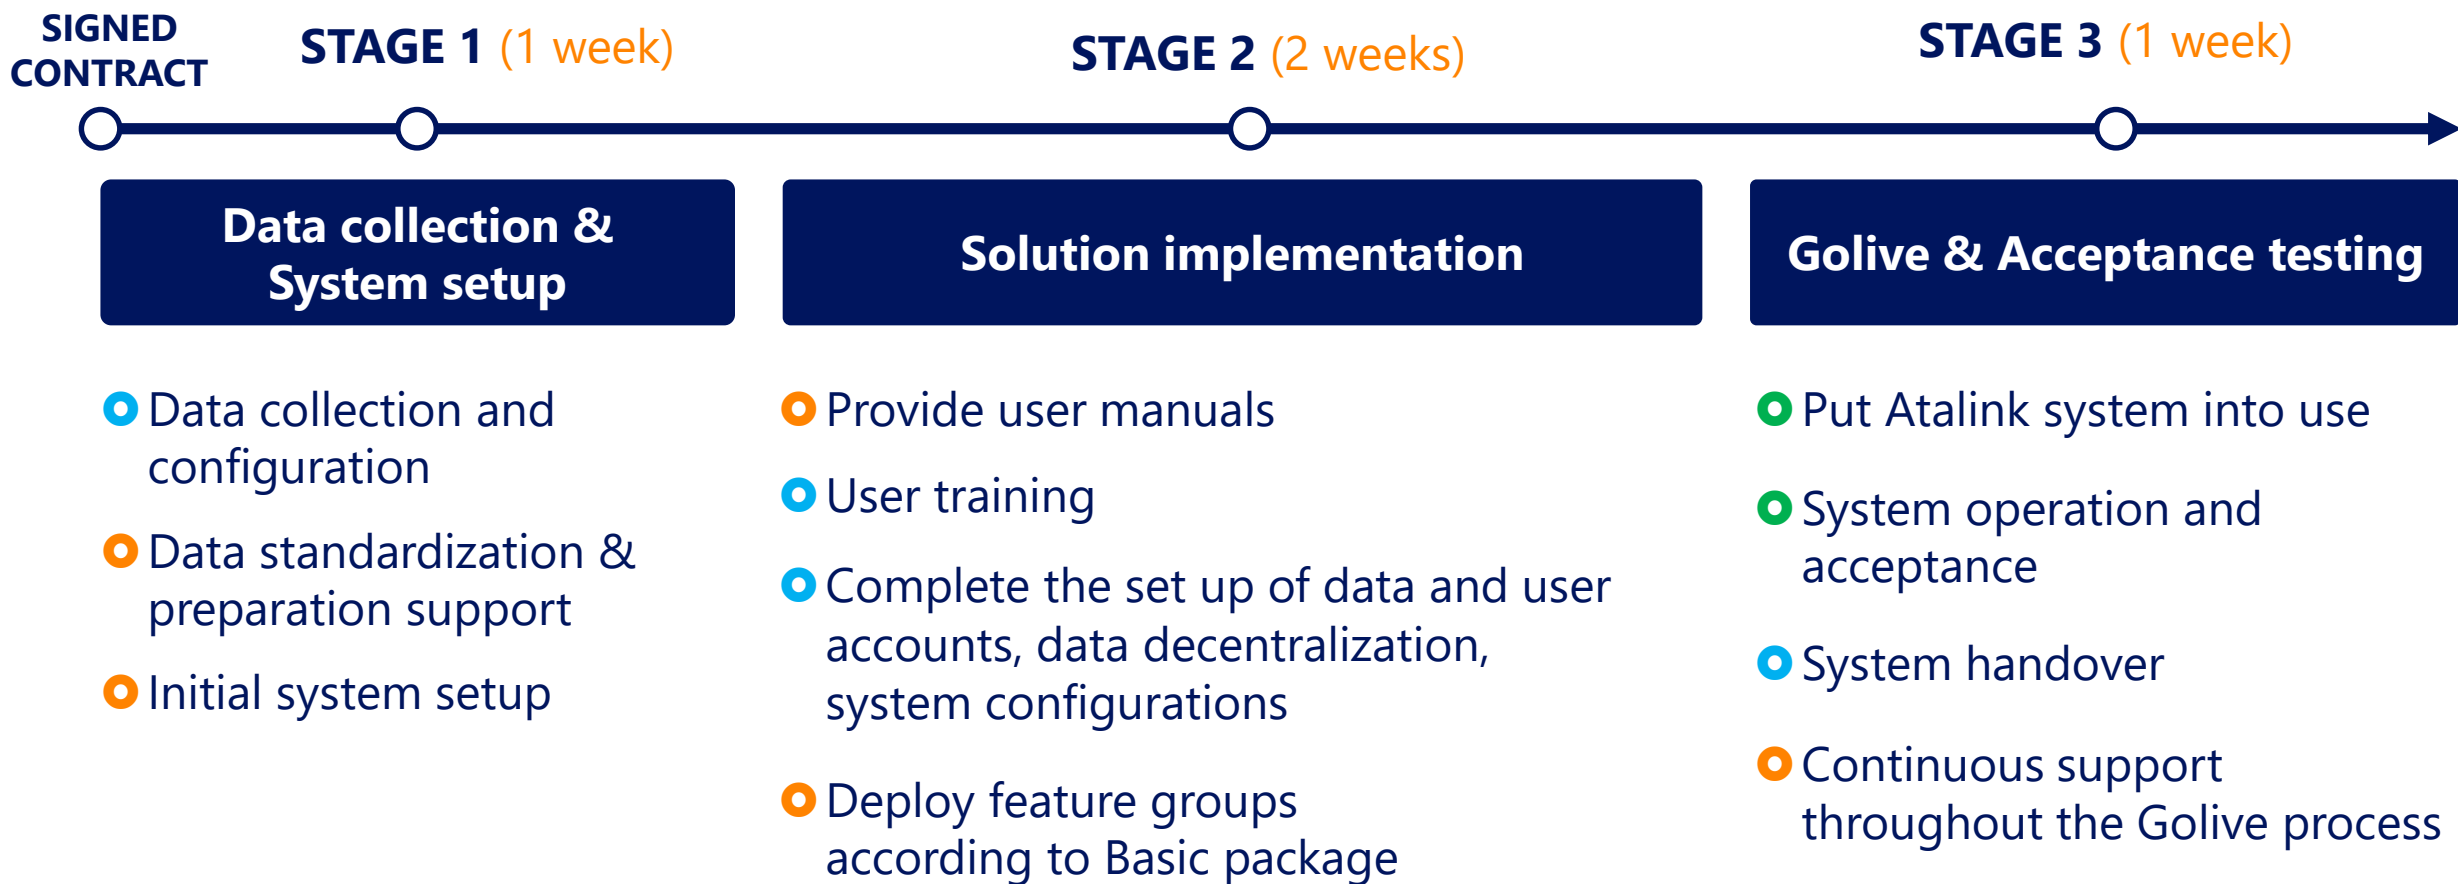 SIGNED
CONTRACT
STAGE 1 (1 week)
STAGE 2 (2 weeks)
STAGE 3 (1 week)
Data collection &
System setup
Solution implementation
Golive & Acceptance testing
Data collection and
configuration
Data standardization &
preparation support
Initial system setup
Provide user manuals
User training
Complete the set up of data and user
accounts, data decentralization,
system configurations
Deploy feature groups
according to Basic package
Put Atalink system into use
System operation and
acceptance
System handover
Continuous support
throughout the Golive process